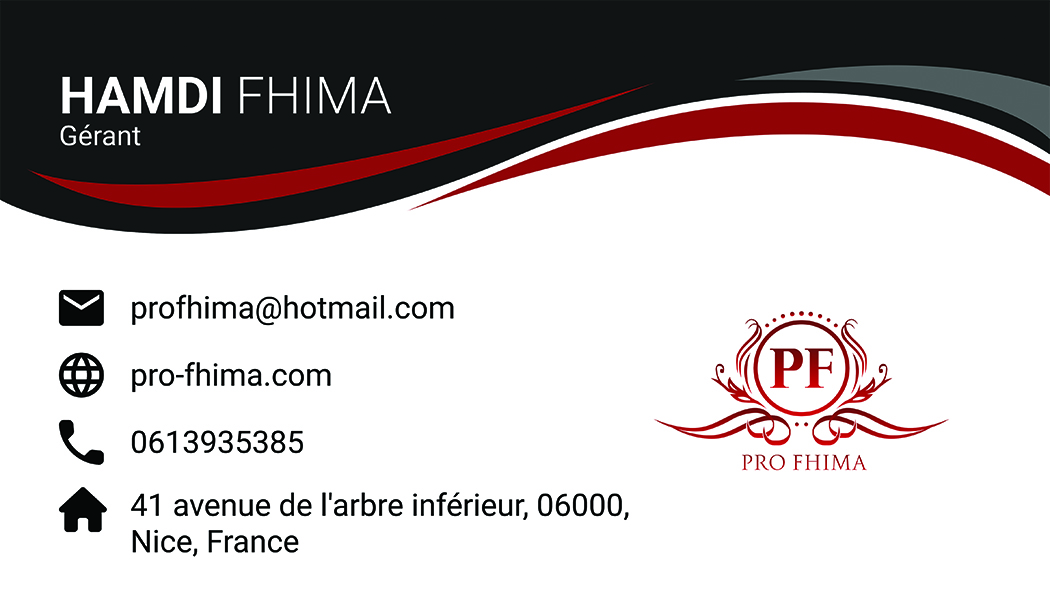 HAMDI FHIMA
Gérant
profhima@hotmail.com
pro-fhima.com
0613935385
41 avenue de l'arbre inférieur, 06000,
Nice, France
PF
PRO FHIMA